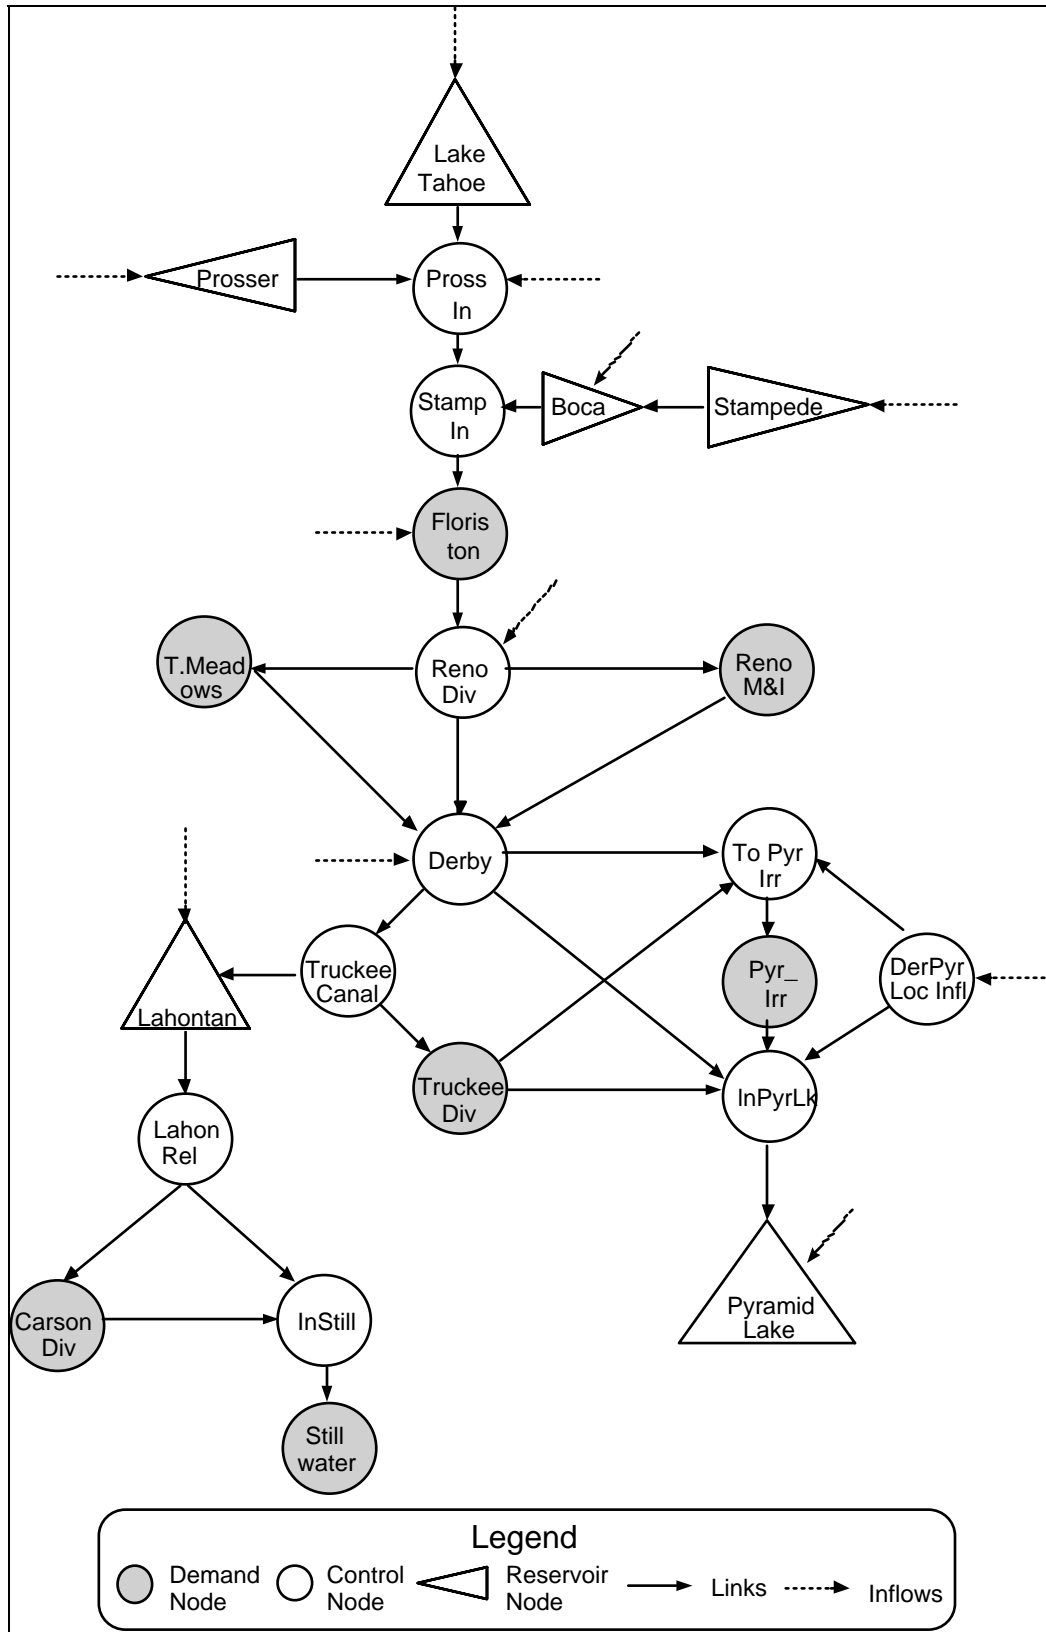 Lake
Tahoe
Prosser
Pross
In
Stamp
In
Boca
Stampede
Floris
ton
T.Mead
ows
Reno
Div
Reno
M&I
Derby
To Pyr
Irr
Truckee
Canal
Pyr_
Irr
DerPyr
Loc Infl
Lahontan
Truckee
Div
InPyrLk
Lahon
Rel
Carson
Div
InStill
Pyramid
Lake
Still
water
Legend
Demand
Node
Control
Node
Reservoir
Node
Links
Inflows